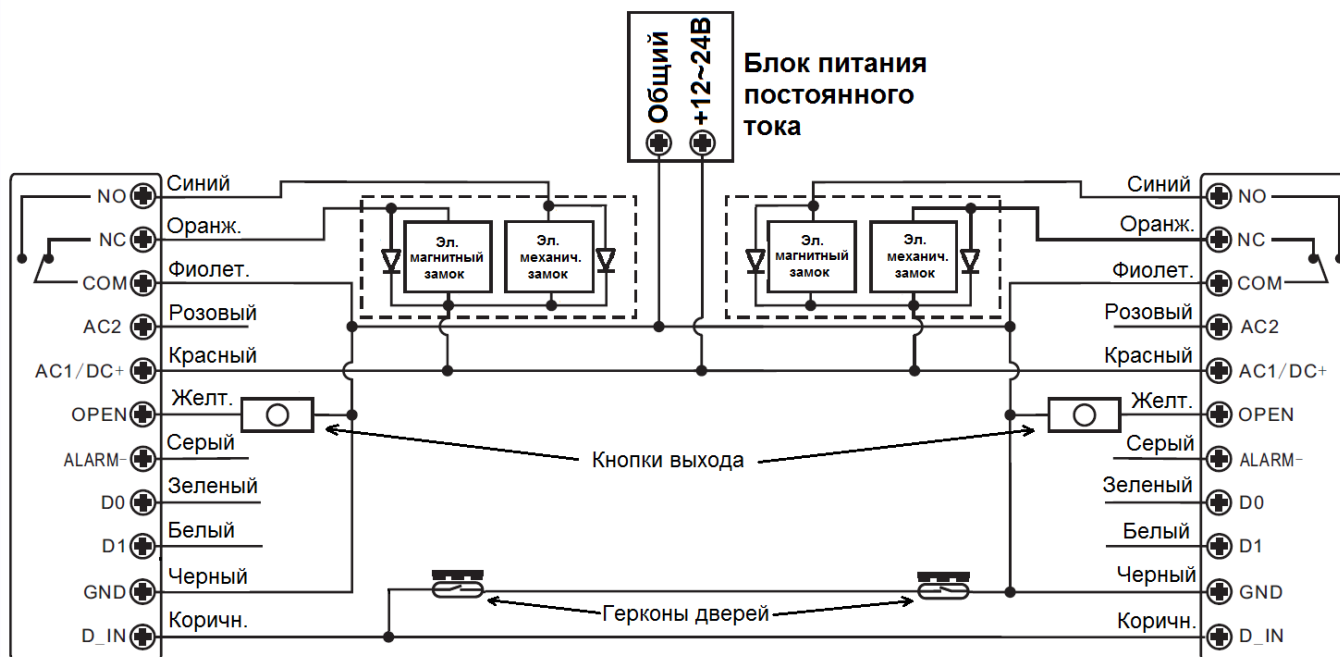 Общий
+12~24В
Блок питания
постоянного
тока
NO
Синий
NC
Оранж.
COM
Фиолет.
AC2
Розовый
AC1/DC+
Красный
OPEN
Желт.
ALARM-
Серый
D0
Зеленый
D1
Белый
GND
Черный
D_IN
Коричн.
Эл.
магнитный
замок
Эл.
механич.
замок
Эл.
магнитный
замок
Эл.
механич.
замок
Кнопки выхода
Герконы дверей
Синий
NO
Оранж.
NC
Фиолет.
COM
Розовый
AC2
Красный
AC1/DC+
Желт.
OPEN
Серый
ALARM-
Зеленый
D0
Белый
D1
Черный
GND
Коричн.
D_IN